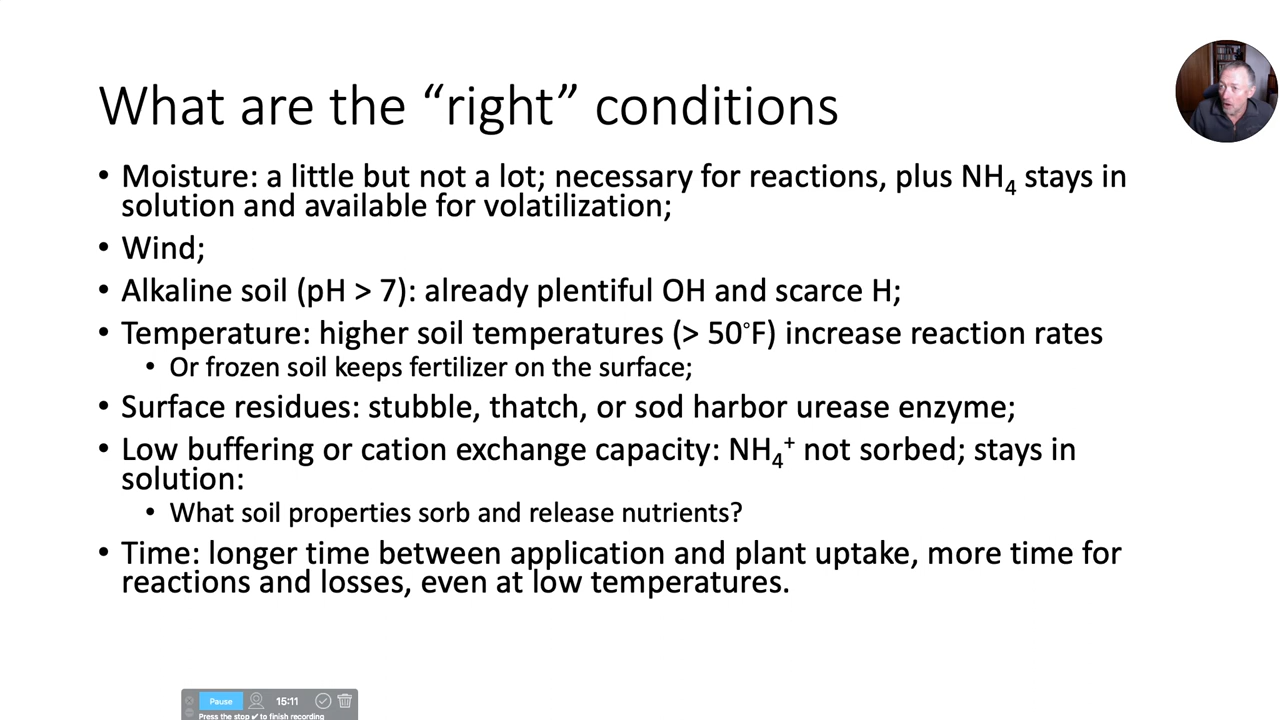 What are the “right” conditions
• Moisture: a little but not a lot; necessary for reactions, plus NH₄ stays in
solution and available for volatilization;
• Wind;
• Alkaline soil (pH > 7): already plentiful OH and scarce H;
• Temperature: higher soil temperatures (> 50°F) increase reaction rates
• Or frozen soil keeps fertilizer on the surface;
• Surface residues: stubble, thatch, or sod harbor urease enzyme;
• Low buffering or cation exchange capacity: NH₄⁺ not sorbed; stays in
solution:
• What soil properties sorb and release nutrients?
• Time: longer time between application and plant uptake, more time for
reactions and losses, even at low temperatures.
Pause 15:11
Press the stop ✔ to finish recording